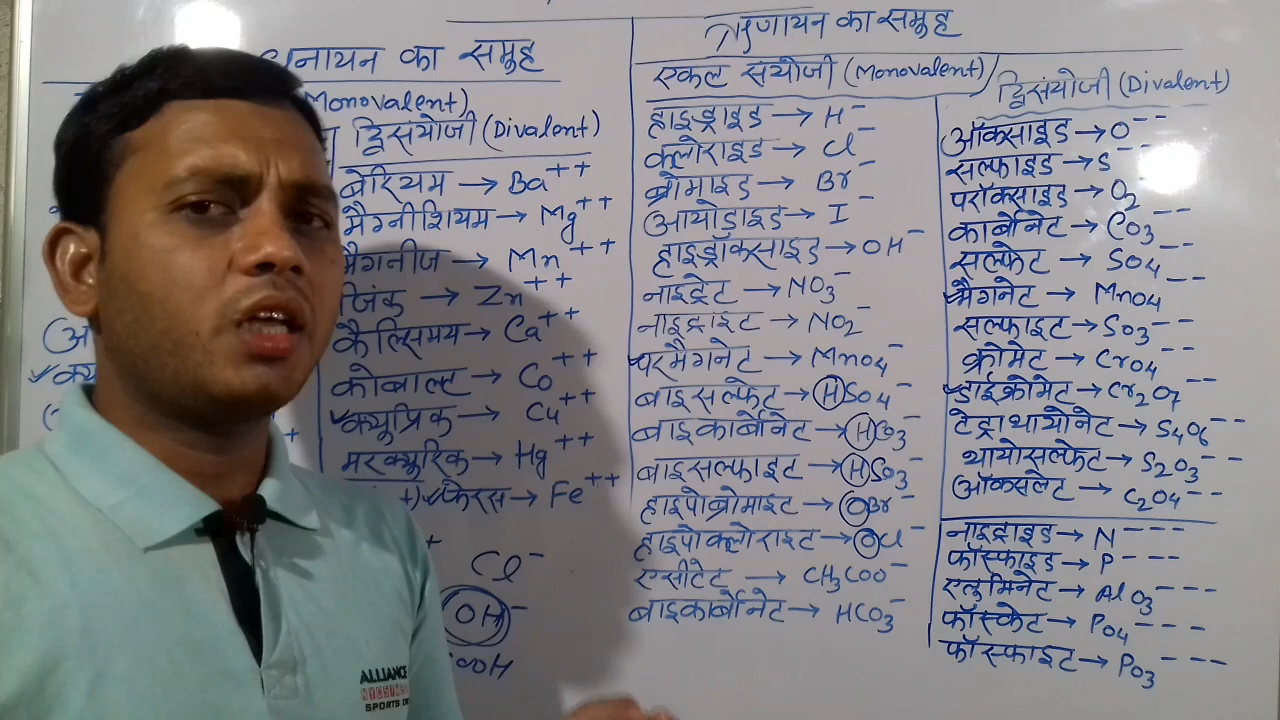 धनायन का समूह
(Monovalent)
द्विसंयोजी (Divalent)
बेरियम → Ba++
मैग्नीशियम → Mg++
मैगनीज → Mn++
जिंक → Zn++
कैल्सिमय → Ca++
कोबाल्ट → Co++
क्यूप्रिक → Cu++
मरक्यूरिक → Hg++
फेरस → Fe++
Cl-
OH-
ऋणायन का समूह
एकल संयोजी (Monovalent)
हाइड्राइड → H-
क्लोराइड → Cl-
ब्रोमाइड → Br-
आयोडाइड → I-
हाइड्राक्साइट → OH-
नाइट्रेट → NO3-
नाइट्राइट → NO2-
परमैगनेट → MnO4-
बाइसल्फेट → HSO4-
बाइकार्बोनेट → HCO3-
बाइसल्फाइट → HSO3-
हाइपोब्रोमाइट → OBr-
हाइपोक्लोराइट → OCl-
एसीटेट → CH3COO-
बाइकार्बोनेट → HCO3-
द्विसंयोजी (Divalent)
ऑक्साइड → O--
सल्फाइड → S--
परॉक्साइड → O2--
कार्बोनेट → CO3--
सल्फेट → SO4--
मैगनेट → MnO4--
सल्फाइट → SO3--
क्रोमेट → CrO4--
डाईक्रोमेट → Cr2O7--
टेट्राथायोनेट → S4O6--
थायोसल्फेट → S2O3--
ऑक्सलेट → C2O4--
नाइट्राइड → N---
फॉस्फाइड → P---
एलुमिनेट → AlO3---
फॉस्फेट → PO4---
फॉस्फाइट → PO3---
ALLIANCE